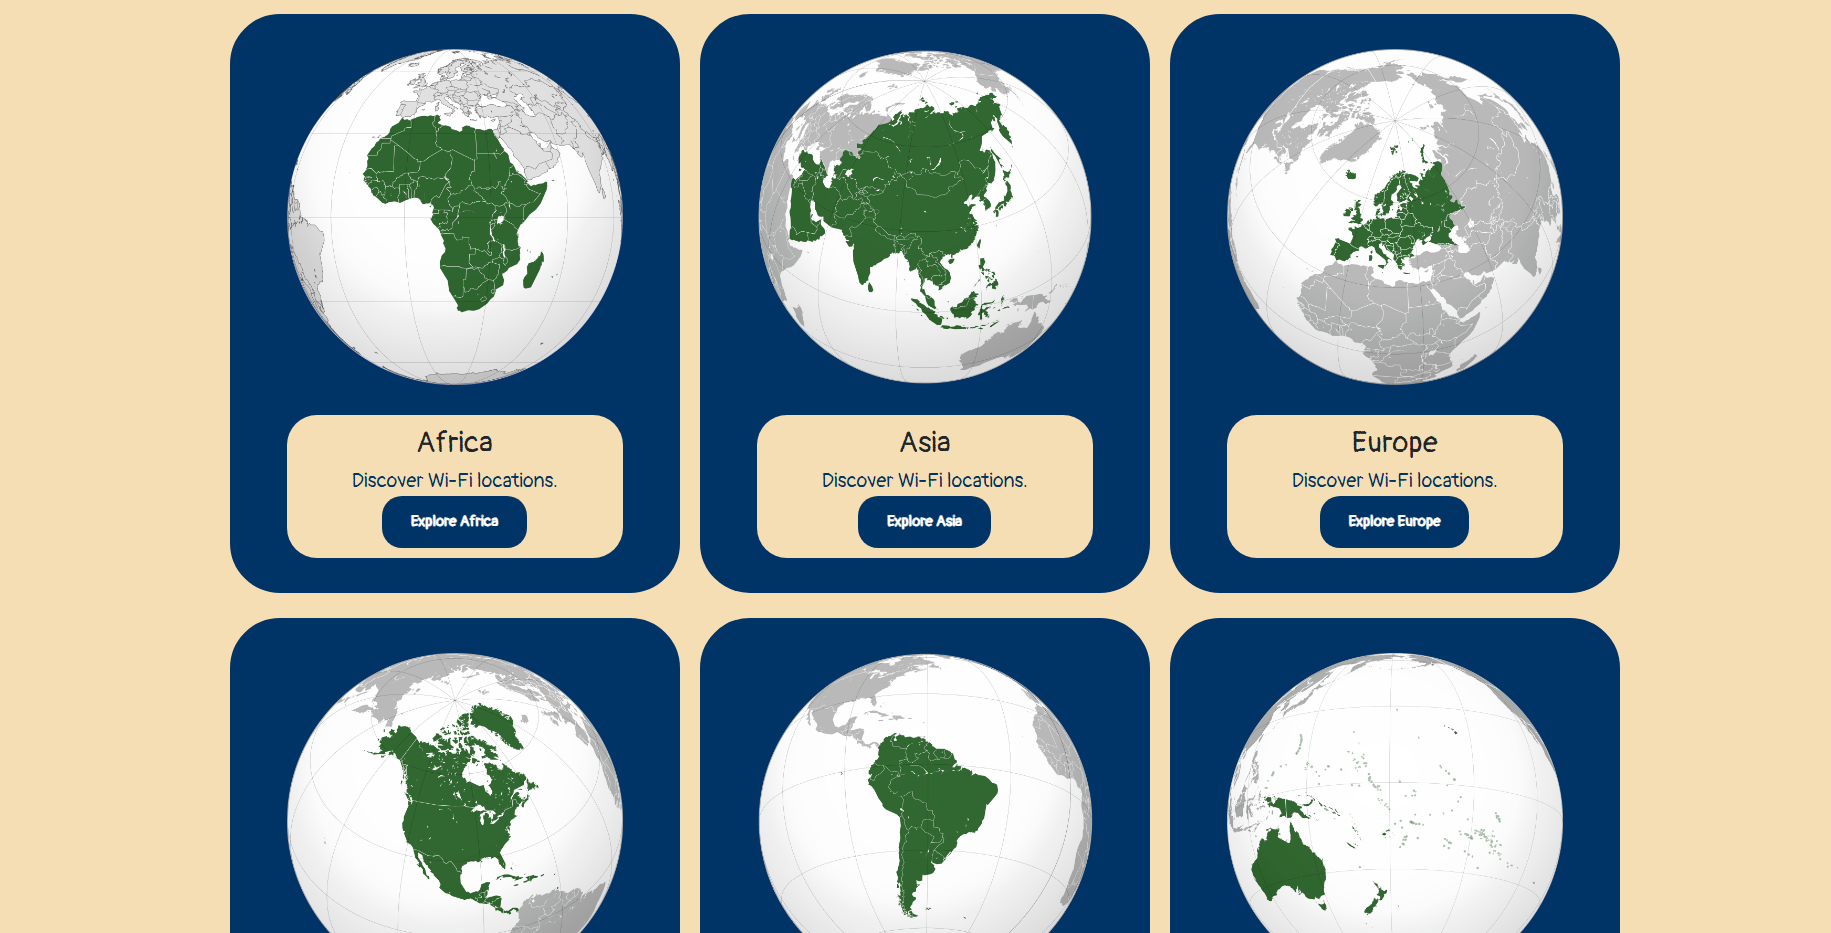 Africa
Discover Wi-Fi locations.
Explore Africa
Asia
Discover Wi-Fi locations.
Explore Asia
Europe
Discover Wi-Fi locations.
Explore Europe